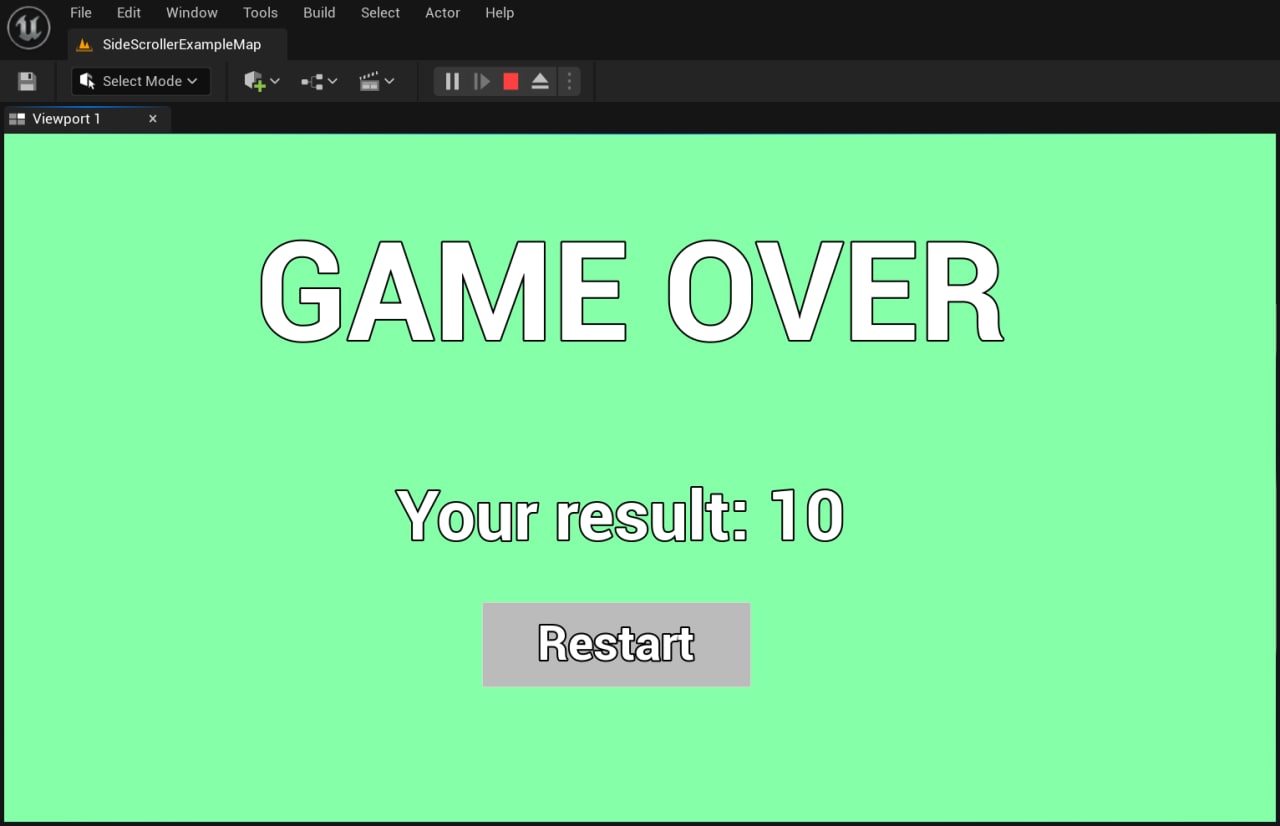 File Edit Window Tools Build Select Actor Help
SideScrollerExampleMap
Select Mode
Viewport 1
GAME OVER
Your result: 10
Restart